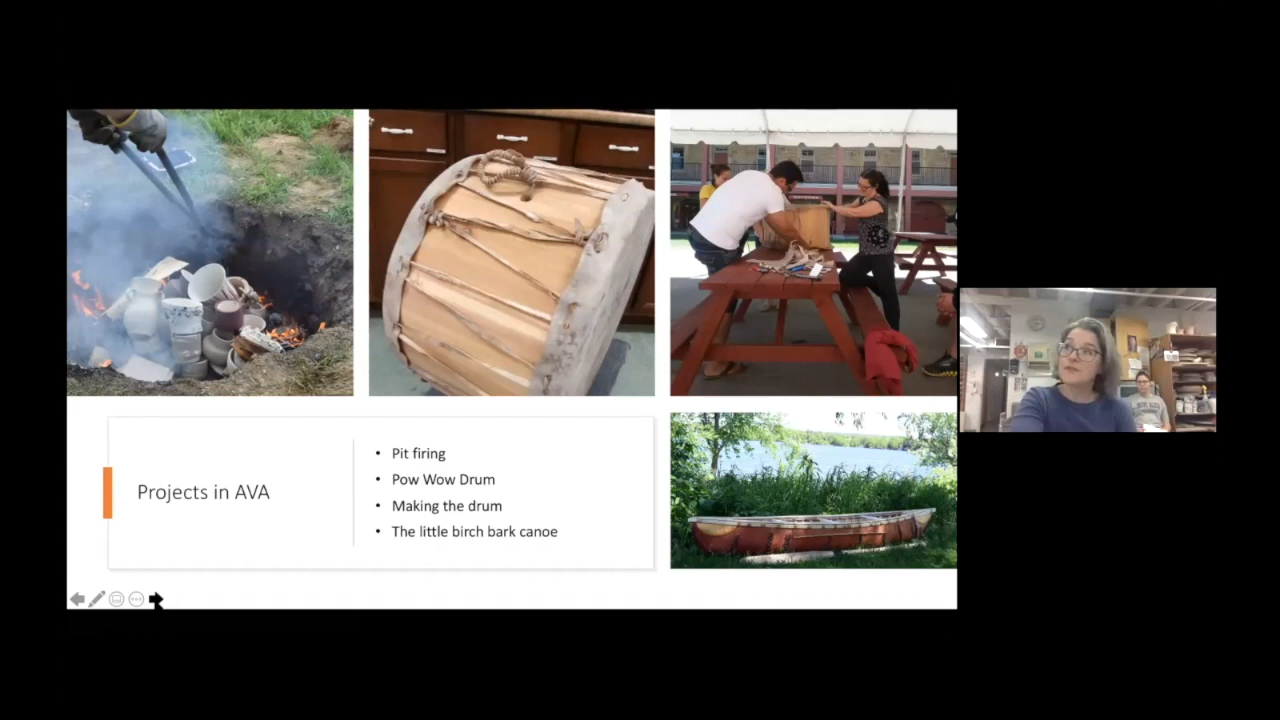 Projects in AVA
• Pit firing
• Pow Wow Drum
• Making the drum
• The little birch bark canoe